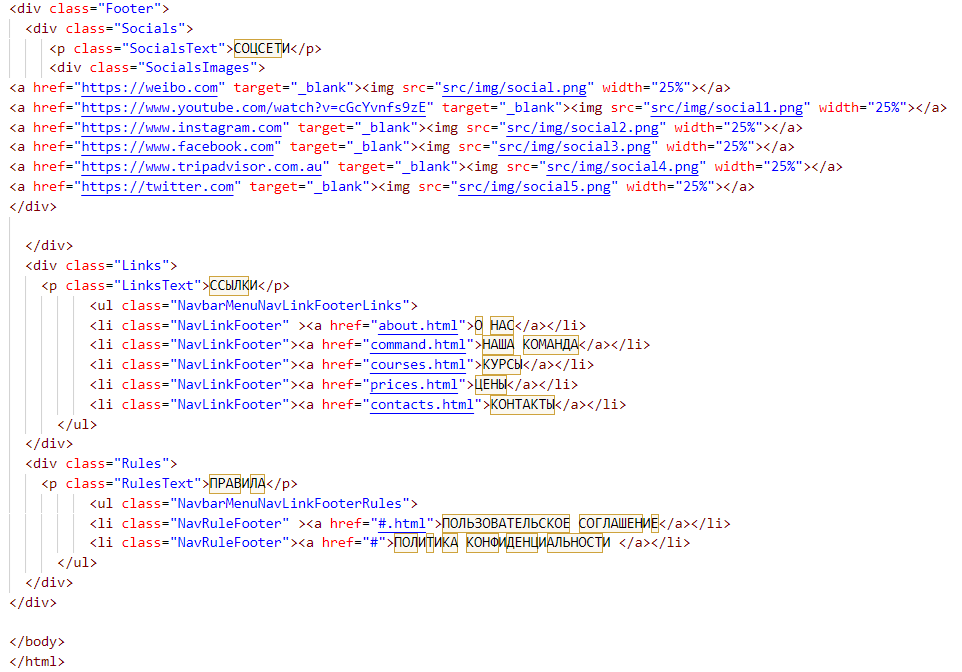 <div class="Footer">
<div class="Socials">
<p class="SocialsText">СОЦСЕТИ</p>
<div class="SocialsImages">
<a href="https://weibo.com" target="_blank"><img src="src/img/social.png" width="25%"></a>
<a href="https://www.youtube.com/watch?v=cGcYvnfs9zE" target="_blank"><img src="src/img/social1.png" width="25%"></a>
<a href="https://www.instagram.com" target="_blank"><img src="src/img/social2.png" width="25%"></a>
<a href="https://www.facebook.com" target="_blank"><img src="src/img/social3.png" width="25%"></a>
<a href="https://www.tripadvisor.com.au" target="_blank"><img src="src/img/social4.png" width="25%"></a>
<a href="https://twitter.com" target="_blank"><img src="src/img/social5.png" width="25%"></a>
</div>
</div>
<div class="Links">
<p class="LinksText">ССЫЛКИ</p>
<ul class="NavbarMenuNavLinkFooterLinks">
<li class="NavLinkFooter" ><a href="about.html">О НАС</a></li>
<li class="NavLinkFooter"><a href="command.html">НАША КОМАНДА</a></li>
<li class="NavLinkFooter"><a href="courses.html">КУРСЫ</a></li>
<li class="NavLinkFooter"><a href="prices.html">ЦЕНЫ</a></li>
<li class="NavLinkFooter"><a href="contacts.html">КОНТАКТЫ</a></li>
</ul>
</div>
<div class="Rules">
<p class="RulesText">ПРАВИЛА</p>
<ul class="NavbarMenuNavLinkFooterRules">
<li class="NavRuleFooter" ><a href="#.html">ПОЛЬЗОВАТЕЛЬСКОЕ СОГЛАШЕНИЕ</a></li>
<li class="NavRuleFooter"><a href="#">ПОЛИТИКА КОНФИДЕНЦИАЛЬНОСТИ </a></li>
</ul>
</div>
</div>
</body>
</html>